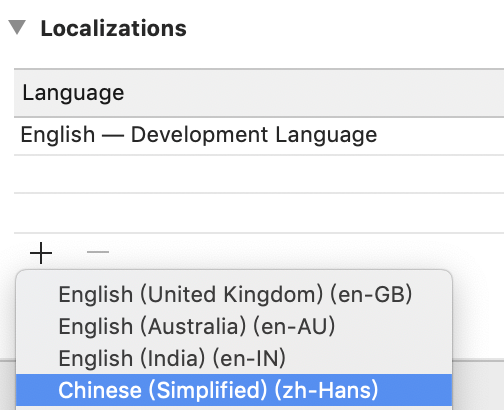 Localizations
Language
English — Development Language
English (United Kingdom) (en-GB)
English (Australia) (en-AU)
English (India) (en-IN)
Chinese (Simplified) (zh-Hans)